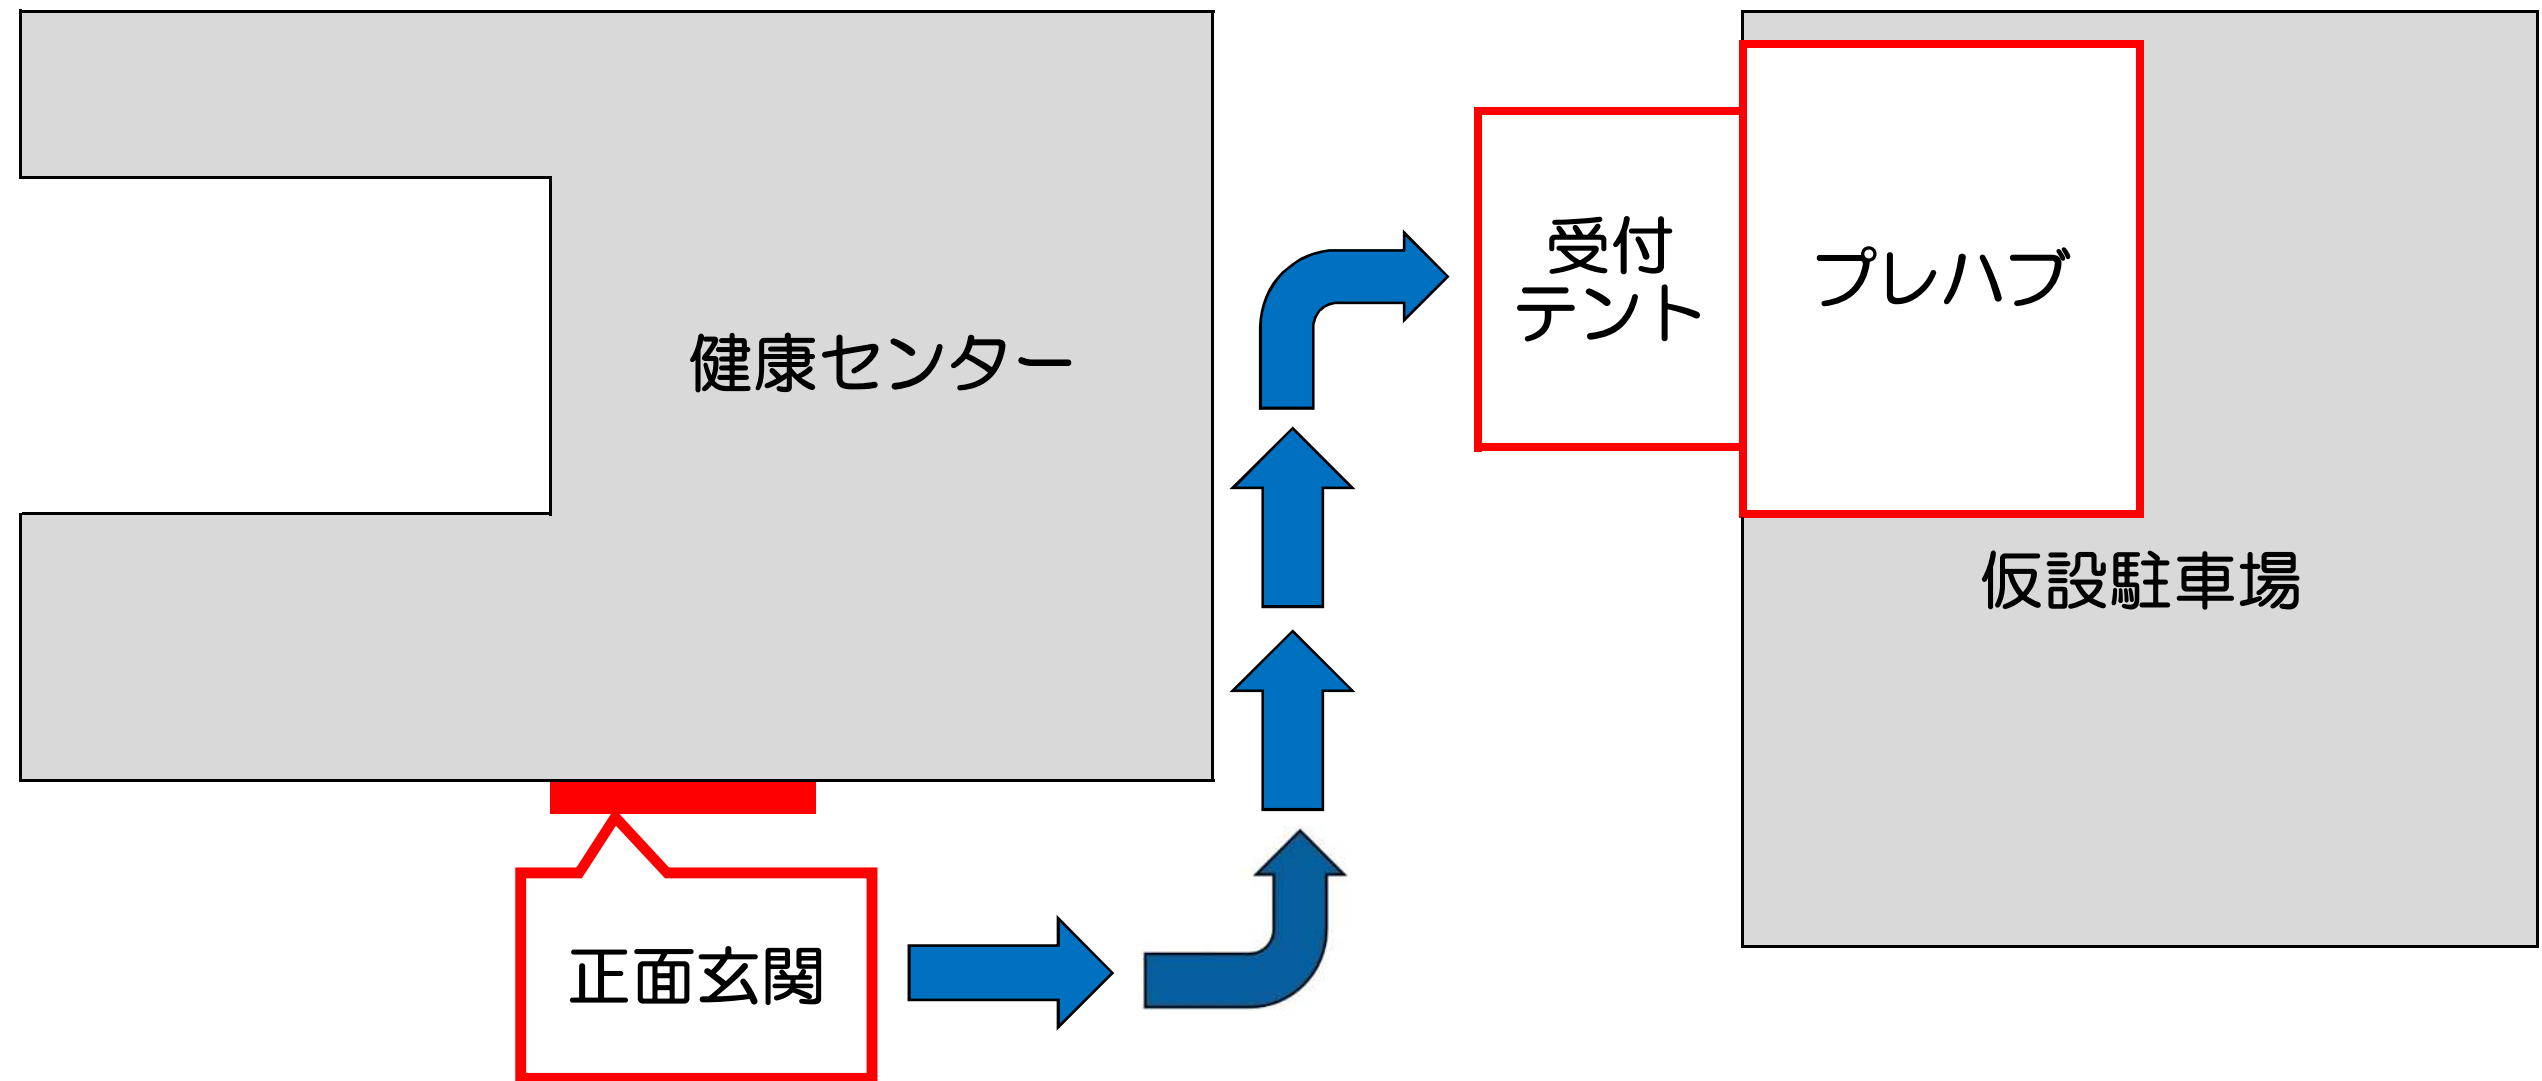 健康センター
受付
テント
プレハブ
仮設駐車場
正面玄関